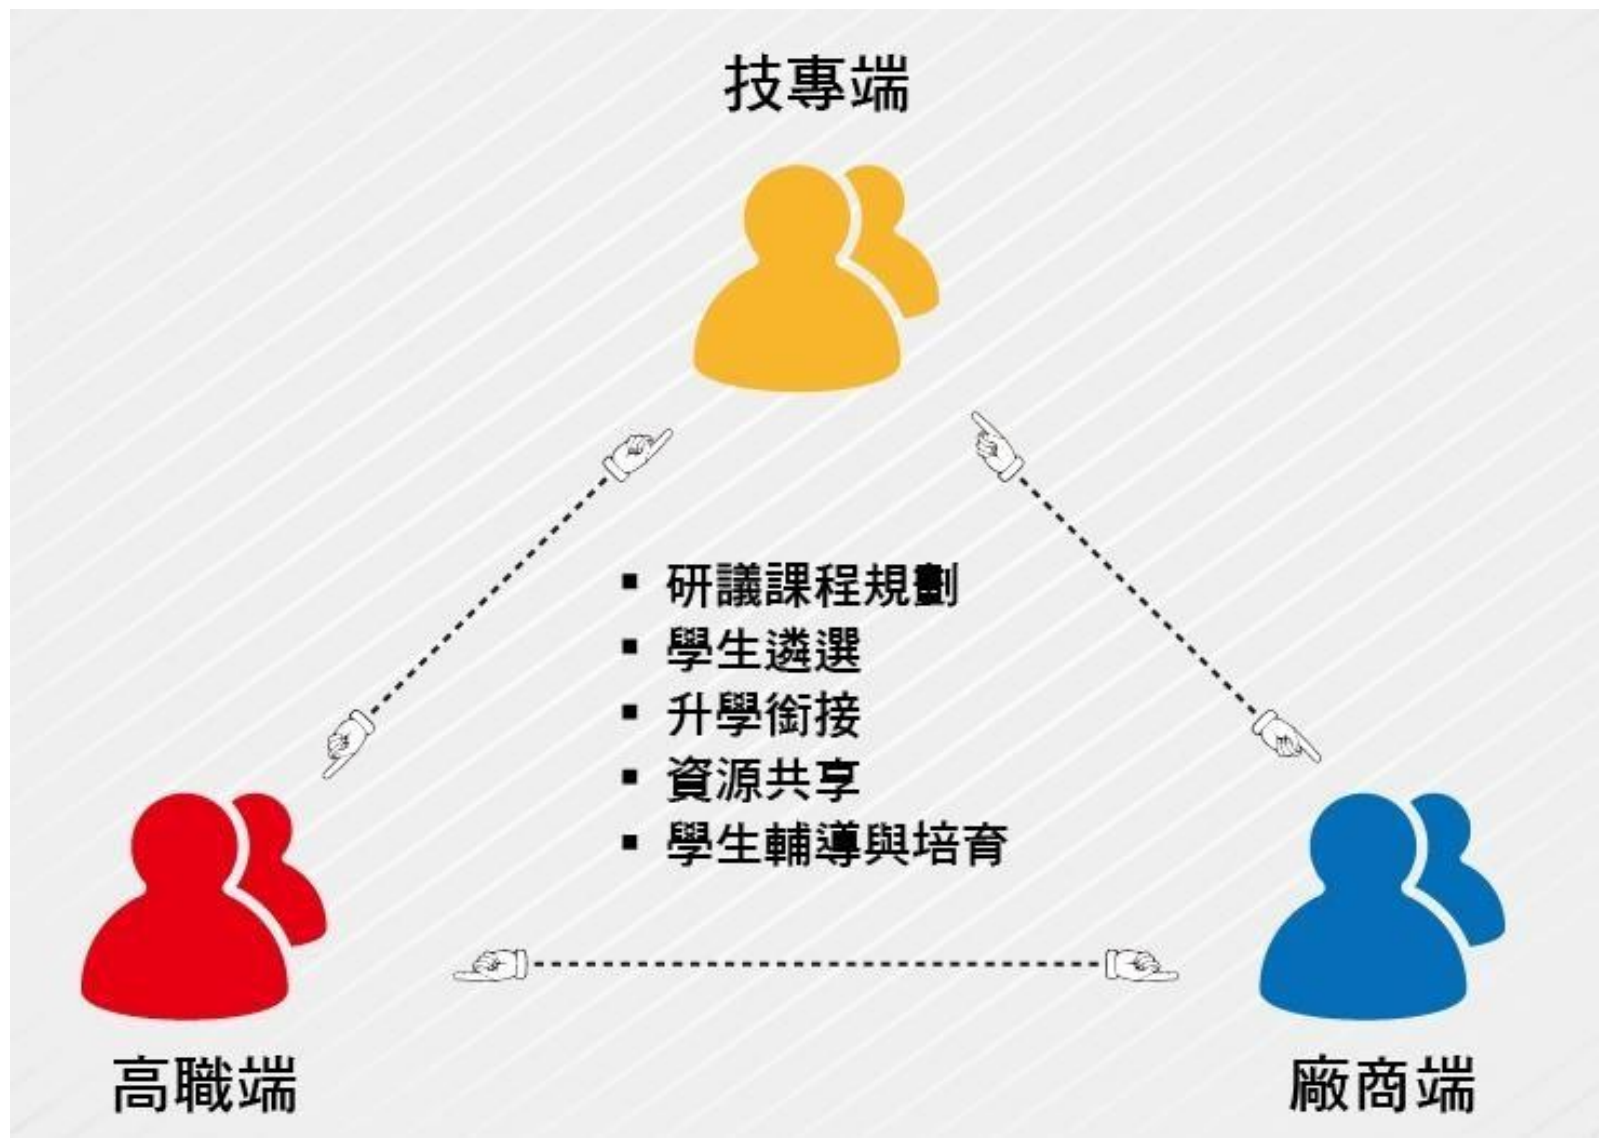 技專端
▪ 研議課程規劃
▪ 學生遴選
▪ 升學銜接
▪ 資源共享
▪ 學生輔導與培育
高職端
廠商端